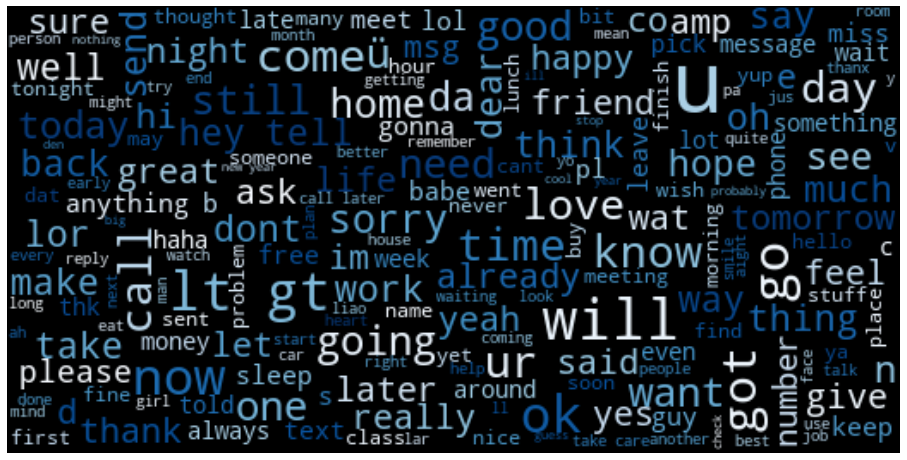 sure
thought
late
many
meet
lol
good
bit
co
amp
say
room
person
nothing
month
mean
miss
well
send
night
come
ü
msg
dear
happy
pick
message
wait
tonight
try
end
hour
getting
lunch
ill
u
yup
e
day
thanx
y
might
hi
still
home
da
friend
finish
oh
pa
jus
something
today
den
may
hey
tell
gonna
remember
stop
think
leave
lot
quite
v
back
great
someone
new year
better
need
cant
yo
pl
hope
phone
see
dat
early
life
babe
went
cool
year
wish
probably
much
anything
b
ask
call later
never
love
wat
tomorrow
lor
big
haha
dont
plan
sorry
house
buy
morning
smile
hello
c
every
reply
call
watch
free
im
week
time
know
aight
go
feel
make
man
lt
problem
gt
work
already
meeting
way
stuff
long
thk
next
sent
liao
name
waiting
look
will
find
thing
place
ah
eat
heart
yeah
coming
take
money
let
start
car
going
right
yet
help
ur
said
even
people
got
number
ya
talk
face
n
please
now
sleep
later
around
soon
want
give
done
fine
girl
told
one
s
really
ll
ok
yes
guy
use
job
keep
mind
d
first
thank
always
text
class
lar
nice
guess
take care
another
check
best